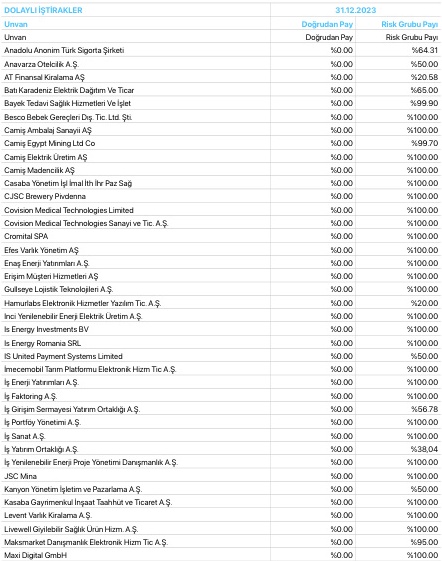 DOLAYLI İŞTİRAKLER 31.12.2023
Unvan Doğrudan Pay Risk Grubu Payı
Unvan Doğrudan Pay Risk Grubu Payı
Anadolu Anonim Türk Sigorta Şirketi %0.00 %64.31
Anavarza Otelcilik A.Ş. %0.00 %50.00
AT Finansal Kiralama AŞ %0.00 %20.58
Batı Karadeniz Elektrik Dağıtım Ve Ticar %0.00 %65.00
Bayek Tedavi Sağlık Hizmetleri Ve İşlet %0.00 %99.90
Besco Bebek Gereçleri Dış. Tic. Ltd. Şti. %0.00 %100.00
Camiş Ambalaj Sanayii AŞ %0.00 %100.00
Camiş Egypt Mining Ltd Co %0.00 %99.70
Camiş Elektrik Üretim AŞ %0.00 %100.00
Camiş Madencilik AŞ %0.00 %100.00
Casaba Yönetim İşl İmal İth İhr Paz Sağ %0.00 %100.00
CJSC Brewery Pivdenna %0.00 %100.00
Covision Medical Technologies Limited %0.00 %100.00
Covision Medical Technologies Sanayi ve Tic. A.Ş. %0.00 %100.00
Cromital SPA %0.00 %100.00
Efes Varlık Yönetim AŞ %0.00 %100.00
Enaş Enerji Yatırımları A.Ş. %0.00 %100.00
Erişim Müşteri Hizmetleri AŞ %0.00 %100.00
Gullseye Lojistik Teknolojileri A.Ş. %0.00 %100.00
Hamurlabs Elektronik Hizmetler Yazılım Tic. A.Ş. %0.00 %20.00
Inci Yenilenebilir Enerji Elektrik Üretim A.Ş. %0.00 %100.00
Is Energy Investments BV %0.00 %100.00
Is Energy Romania SRL %0.00 %100.00
IS United Payment Systems Limited %0.00 %50.00
İmecemobil Tarım Platformu Elektronik Hizm Tic A.Ş. %0.00 %100.00
İş Enerji Yatırımları A.Ş. %0.00 %100.00
İş Faktoring A.Ş. %0.00 %100.00
İş Girişim Sermayesi Yatırım Ortaklığı A.Ş. %0.00 %56.78
İş Portföy Yönetimi A.Ş. %0.00 %100.00
İş Sanat A.Ş. %0.00 %100.00
İş Yatırım Ortaklığı A.Ş. %0.00 %38,04
İş Yenilenebilir Enerji Proje Yönetimi Danışmanlık A.Ş. %0.00 %100.00
JSC Mina %0.00 %100.00
Kanyon Yönetim İşletim ve Pazarlama A.Ş. %0.00 %50.00
Kasaba Gayrimenkul İnşaat Taahhüt ve Ticaret A.Ş. %0.00 %100.00
Levent Varlık Kiralama A.Ş. %0.00 %100.00
Livewell Giyilebilir Sağlık Ürün Hizm. A.Ş. %0.00 %100.00
Maksmarket Danışmanlık Elektronik Hizm Tic A.Ş. %0.00 %95.00
Maxi Digital GmbH %0.00 %100.00